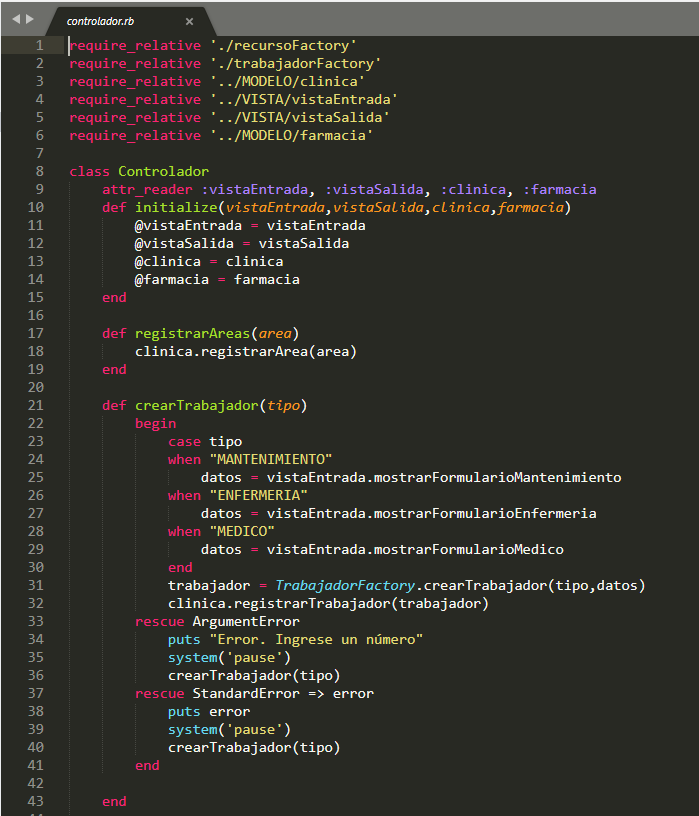 controlador.rb ×
1 require_relative './recursoFactory'
2 require_relative './trabajadorFactory'
3 require_relative '../MODELO/clinica'
4 require_relative '../VISTA/vistaEntrada'
5 require_relative '../VISTA/vistaSalida'
6 require_relative '../MODELO/farmacia'
7
8 class Controlador
9     attr_reader :vistaEntrada, :vistaSalida, :clinica, :farmacia
10     def initialize(vistaEntrada,vistaSalida,clinica,farmacia)
11         @vistaEntrada = vistaEntrada
12         @vistaSalida = vistaSalida
13         @clinica = clinica
14         @farmacia = farmacia
15     end
16
17     def registrarAreas(area)
18         clinica.registrarArea(area)
19     end
20
21     def crearTrabajador(tipo)
22         begin
23             case tipo
24             when "MANTENIMIENTO"
25                 datos = vistaEntrada.mostrarFormularioMantenimiento
26             when "ENFERMERIA"
27                 datos = vistaEntrada.mostrarFormularioEnfermeria
28             when "MEDICO"
29                 datos = vistaEntrada.mostrarFormularioMedico
30             end
31             trabajador = TrabajadorFactory.crearTrabajador(tipo,datos)
32             clinica.registrarTrabajador(trabajador)
33         rescue ArgumentError
34             puts "Error. Ingrese un número"
35             system('pause')
36             crearTrabajador(tipo)
37         rescue StandardError => error
38             puts error
39             system('pause')
40             crearTrabajador(tipo)
41         end
42
43     end